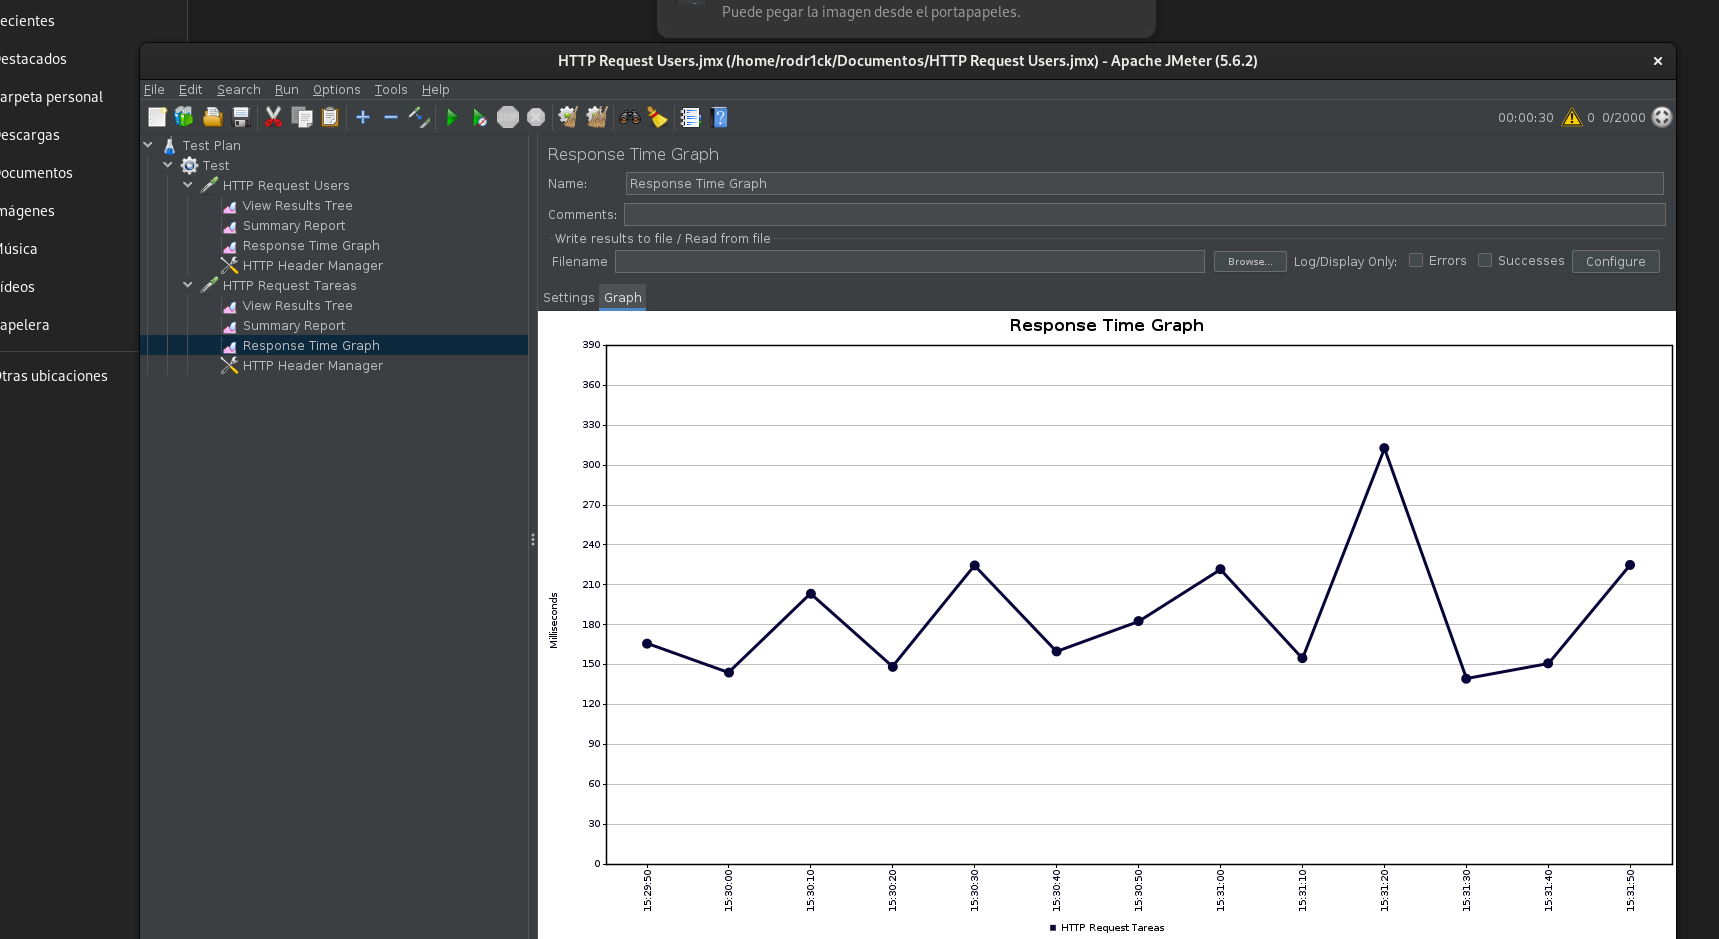 Puede pegar la imagen desde el portapapeles.
ecientes
estacados
arpeta personal
escargas
ocumentos
mágenes
úsica
ídeos
apelera
tras ubicaciones
HTTP Request Users.jmx (/home/rodr1ck/Documentos/HTTP Request Users.jmx) - Apache JMeter (5.6.2)
File Edit Search Run Options Tools Help
00:00:30 0 0/2000
Test Plan
Test
HTTP Request Users
View Results Tree
Summary Report
Response Time Graph
HTTP Header Manager
HTTP Request Tareas
View Results Tree
Summary Report
Response Time Graph
HTTP Header Manager
Response Time Graph
Name: Response Time Graph
Comments:
Write results to file / Read from file
Filename Browse... Log/Display Only: Errors Successes Configure
Settings Graph
Response Time Graph
390
360
330
300
270
240
210
180
150
120
90
60
30
0
Milliseconds
15:29:50 15:30:00 15:30:10 15:30:20 15:30:30 15:30:40 15:30:50 15:31:00 15:31:10 15:31:20 15:31:30 15:31:40 15:31:50
HTTP Request Tareas